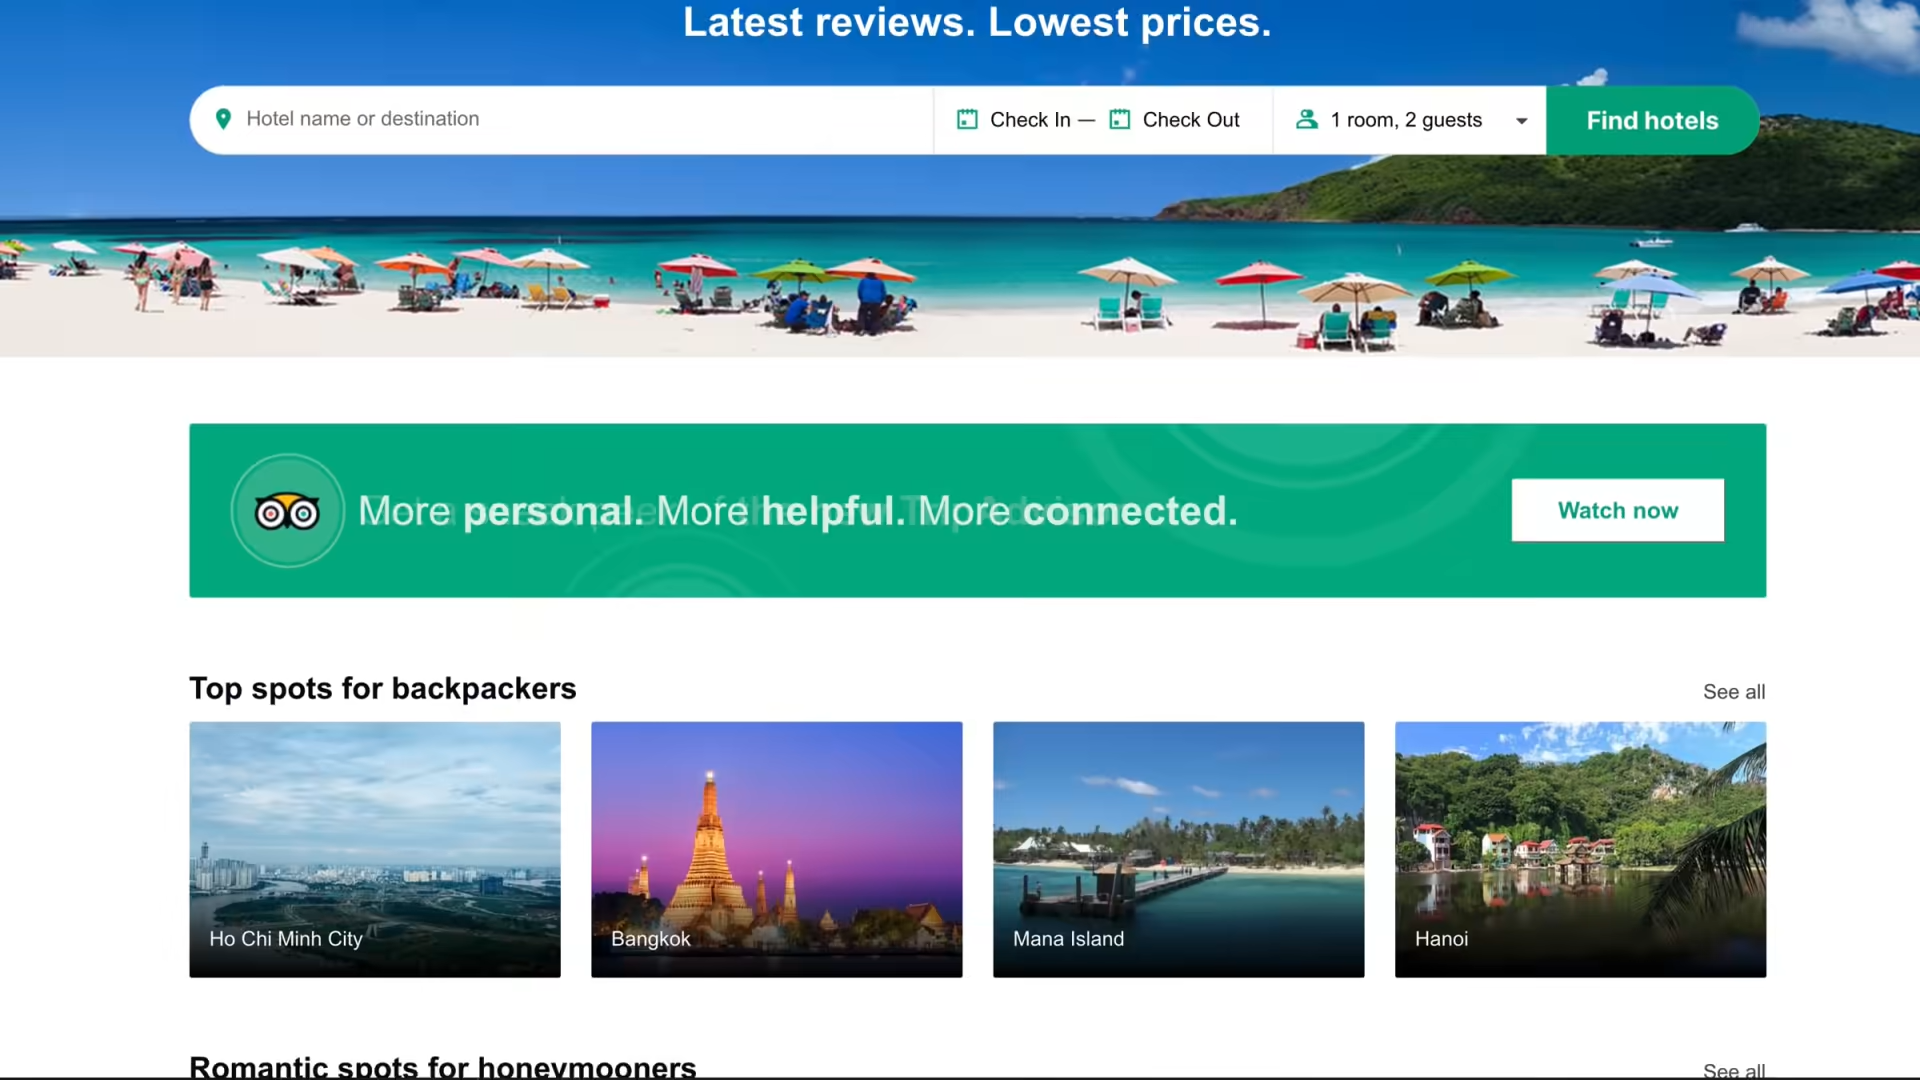 Latest reviews. Lowest prices.
Hotel name or destination
Check In — Check Out
1 room, 2 guests
Find hotels
More personal. More helpful. More connected.
Watch now
Top spots for backpackers
See all
Ho Chi Minh City
Bangkok
Mana Island
Hanoi
Romantic spots for honeymooners
See all